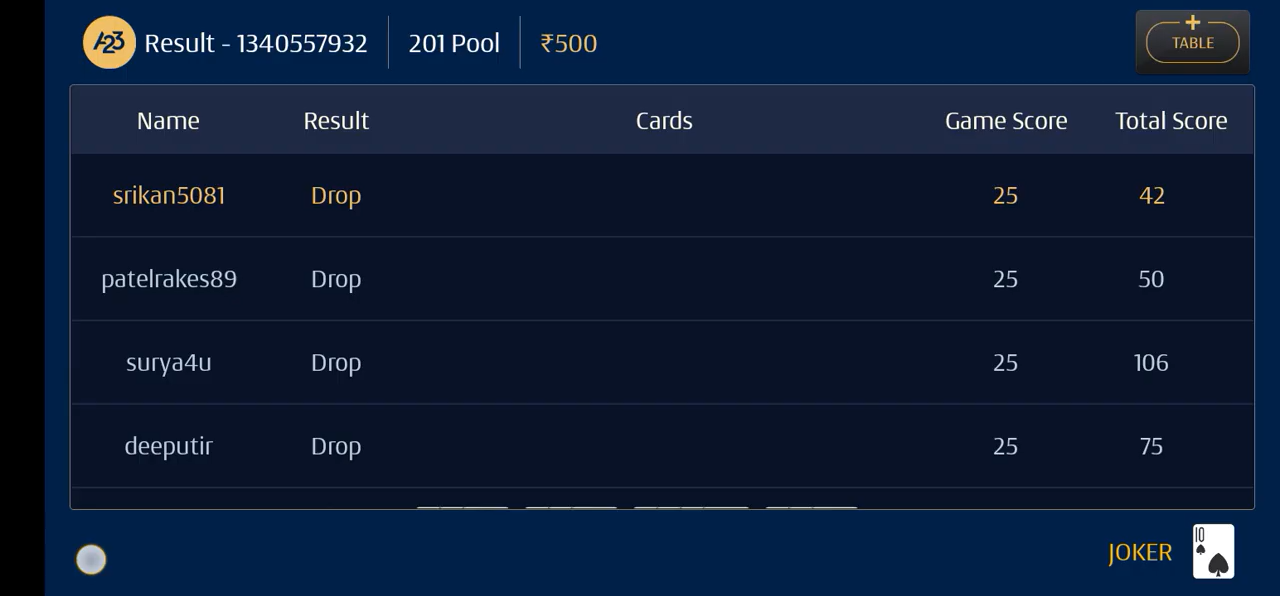 A23 Result - 1340557932 201 Pool ₹500 + TABLE
Name Result Cards Game Score Total Score
srikan5081 Drop 25 42
patelrakes89 Drop 25 50
surya4u Drop 25 106
deeputir Drop 25 75
JOKER 10